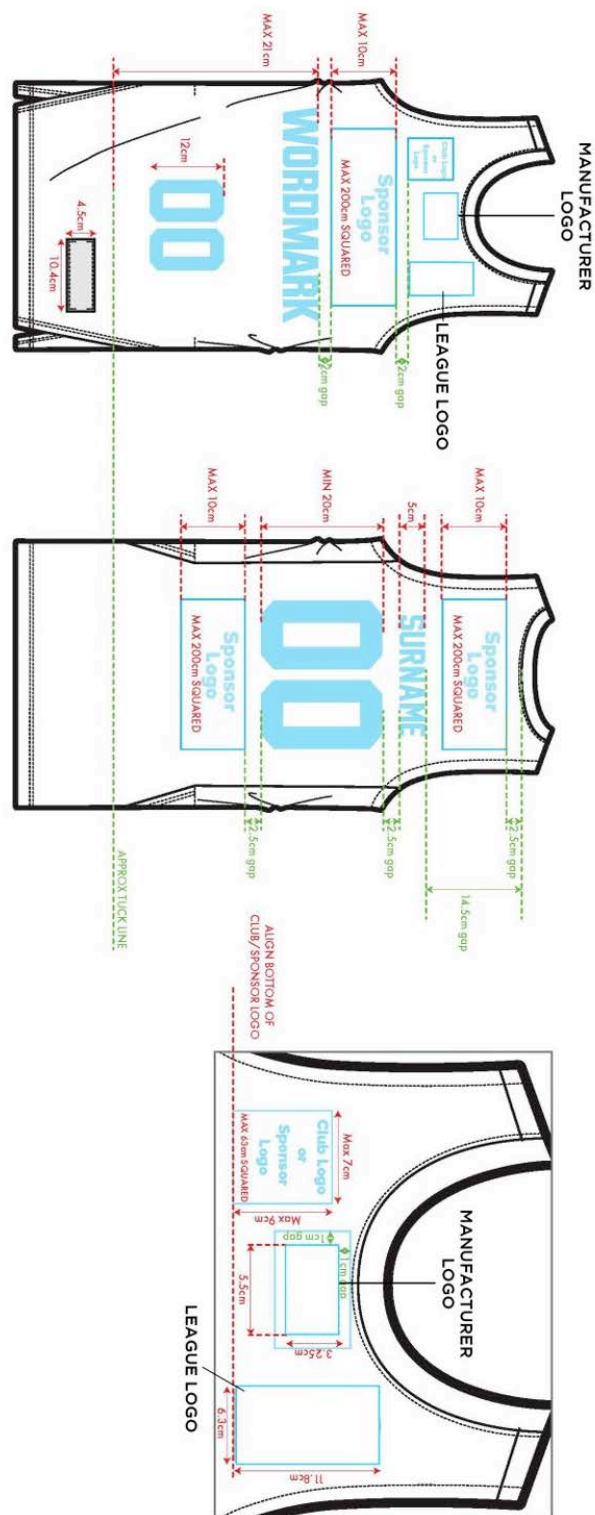 MANUFACTURER
LOGO
LEAGUE LOGO
Club Logo
or
Sponsor
Logo
MAX 10cm
Sponsor
Logo
MAX 200cm SQUARED
2cm gap
2cm gap
WORDMARK
MAX 21cm
12cm
00
4.5cm
10.4cm
MAX 10cm
Sponsor
Logo
MAX 200cm SQUARED
2.5cm gap
14.5cm gap
5cm
SURNAME
2.5cm gap
MIN 20cm
00
2.5cm gap
MAX 10cm
Sponsor
Logo
MAX 200cm SQUARED
APPROX TUCK LINE
MANUFACTURER
LOGO
Max 7cm
Club Logo
or
Sponsor
Logo
MAX 63cm SQUARED
Max 9cm
1cm gap
1cm gap
5.5cm
3.25cm
6.3cm
11.8cm
LEAGUE LOGO
ALIGN BOTTOM OF
CLUB/SPONSOR LOGO